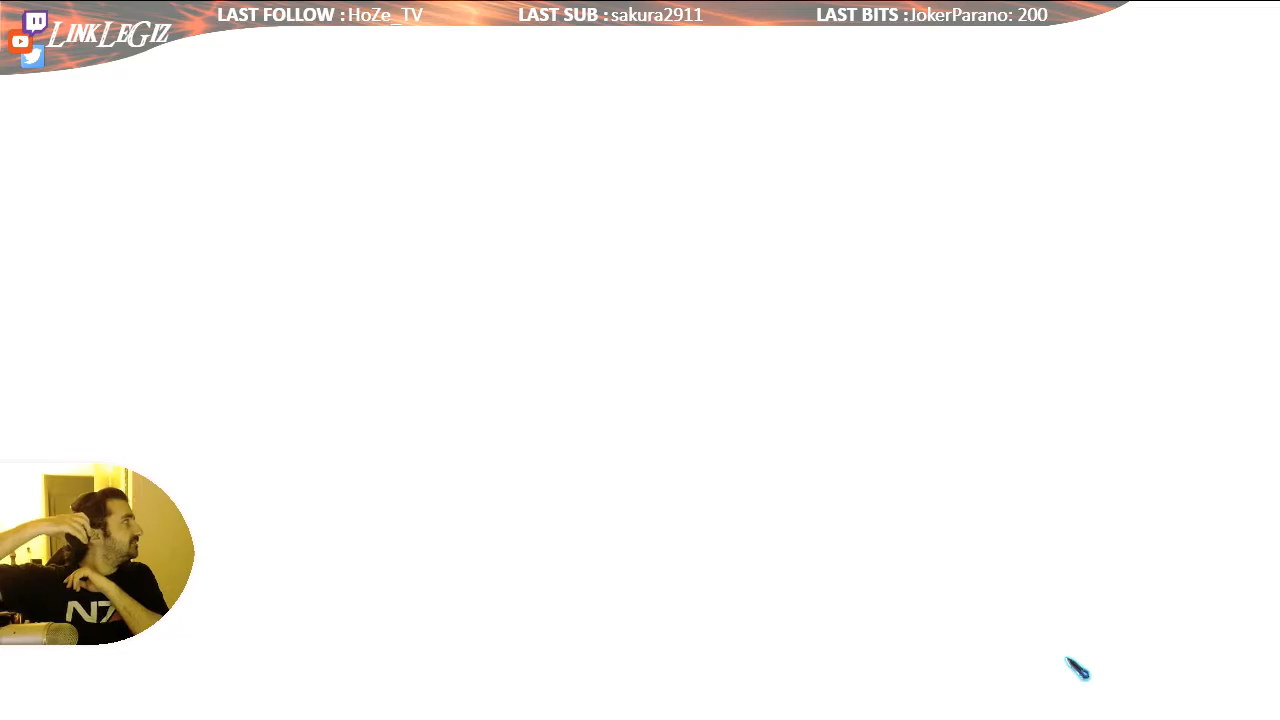 LAST FOLLOW : HoZe_TV LAST SUB : sakura2911 LAST BITS : JokerParano: 200
LINKLEGIZ
N7